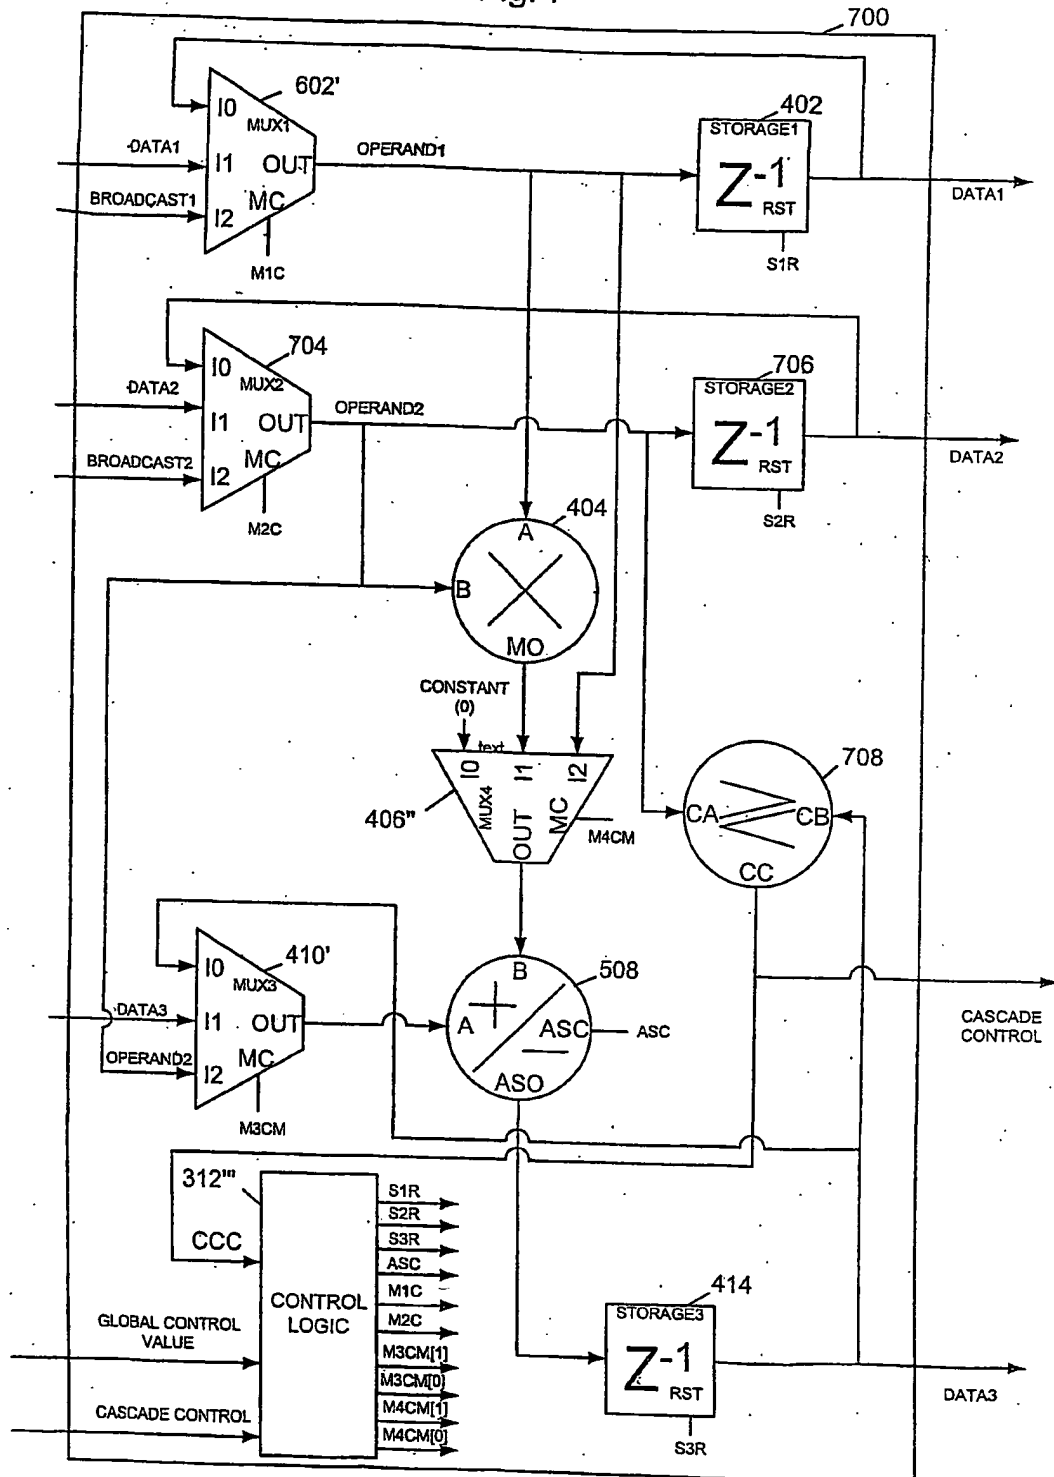 700
602'
I0
MUX1
DATA1
I1
OUT
OPERAND1
BROADCAST1
MC
I2
M1C
402
STORAGE1
Z-1
RST
S1R
DATA1
704
I0
MUX2
DATA2
I1
OUT
OPERAND2
BROADCAST2
MC
I2
M2C
706
STORAGE2
Z-1
RST
S2R
DATA2
404
A
B
MO
CONSTANT
(0)
text
I0
I1
I2
MUX4
OUT
MC
406"
M4CM
708
CA
CB
CC
410'
I0
MUX3
DATA3
I1
OUT
OPERAND2
MC
I2
M3CM
508
B
A
+
ASC
ASC
—
ASO
CASCADE
CONTROL
312'''
CCC
GLOBAL CONTROL
VALUE
CASCADE CONTROL
CONTROL
LOGIC
S1R
S2R
S3R
ASC
M1C
M2C
M3CM[1]
M3CM[0]
M4CM[1]
M4CM[0]
414
STORAGE3
Z-1
RST
S3R
DATA3